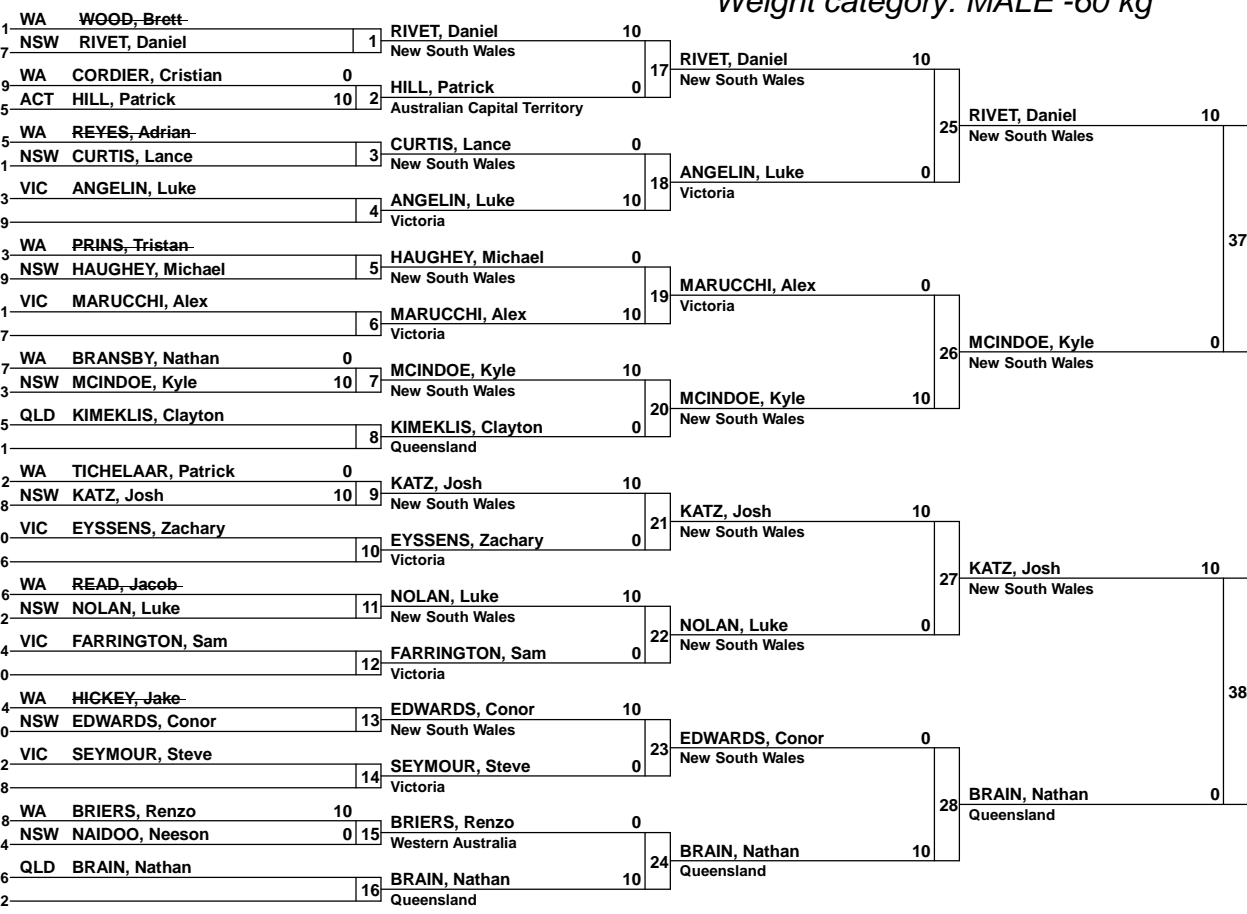 Weight category: MALE -60 kg
1 WA WOOD, Brett
7 NSW RIVET, Daniel 1
9 WA CORDIER, Cristian 0
5 ACT HILL, Patrick 10 2
5 WA REYES, Adrian
1 NSW CURTIS, Lance 3
3 VIC ANGELIN, Luke
9 4
3 WA PRINS, Tristan
9 NSW HAUGHEY, Michael 5
1 VIC MARUCCHI, Alex
7 6
7 WA BRANSBY, Nathan 0
3 NSW MCINDOE, Kyle 10 7
5 QLD KIMEKLIS, Clayton
1 8
2 WA TICHELAAR, Patrick 0
8 NSW KATZ, Josh 10 9
0 VIC EYSSENS, Zachary
6 10
6 WA READ, Jacob
2 NSW NOLAN, Luke 11
4 VIC FARRINGTON, Sam
0 12
4 WA HICKEY, Jake
0 NSW EDWARDS, Conor 13
2 VIC SEYMOUR, Steve
8 14
8 WA BRIERS, Renzo 10
4 NSW NAIDOO, Neeson 0 15
6 QLD BRAIN, Nathan
2 16
RIVET, Daniel 10
New South Wales
17
HILL, Patrick 0
Australian Capital Territory
CURTIS, Lance 0
New South Wales
18
ANGELIN, Luke 10
Victoria
HAUGHEY, Michael 0
New South Wales
19
MARUCCHI, Alex 10
Victoria
MCINDOE, Kyle 10
New South Wales
20
KIMEKLIS, Clayton 0
Queensland
KATZ, Josh 10
New South Wales
21
EYSSENS, Zachary 0
Victoria
NOLAN, Luke 10
New South Wales
22
FARRINGTON, Sam 0
Victoria
EDWARDS, Conor 10
New South Wales
23
SEYMOUR, Steve 0
Victoria
BRIERS, Renzo 0
Western Australia
24
BRAIN, Nathan 10
Queensland
RIVET, Daniel 10
New South Wales
25
ANGELIN, Luke 0
Victoria
MARUCCHI, Alex 0
Victoria
26
MCINDOE, Kyle 10
New South Wales
KATZ, Josh 10
New South Wales
27
NOLAN, Luke 0
New South Wales
EDWARDS, Conor 0
New South Wales
28
BRAIN, Nathan 10
Queensland
RIVET, Daniel 10
New South Wales
37
MCINDOE, Kyle 0
New South Wales
KATZ, Josh 10
New South Wales
38
BRAIN, Nathan 0
Queensland